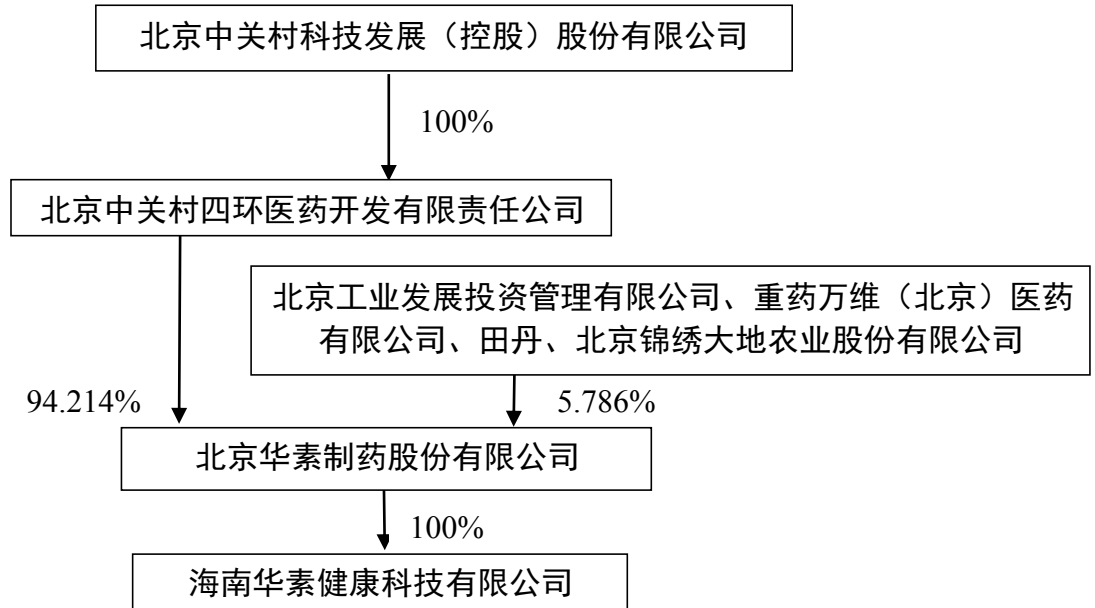 北京中关村科技发展（控股）股份有限公司
100%
北京中关村四环医药开发有限责任公司
北京工业发展投资管理有限公司、重药万维（北京）医药
有限公司、田丹、北京锦绣大地农业股份有限公司
94.214%
5.786%
北京华素制药股份有限公司
100%
海南华素健康科技有限公司